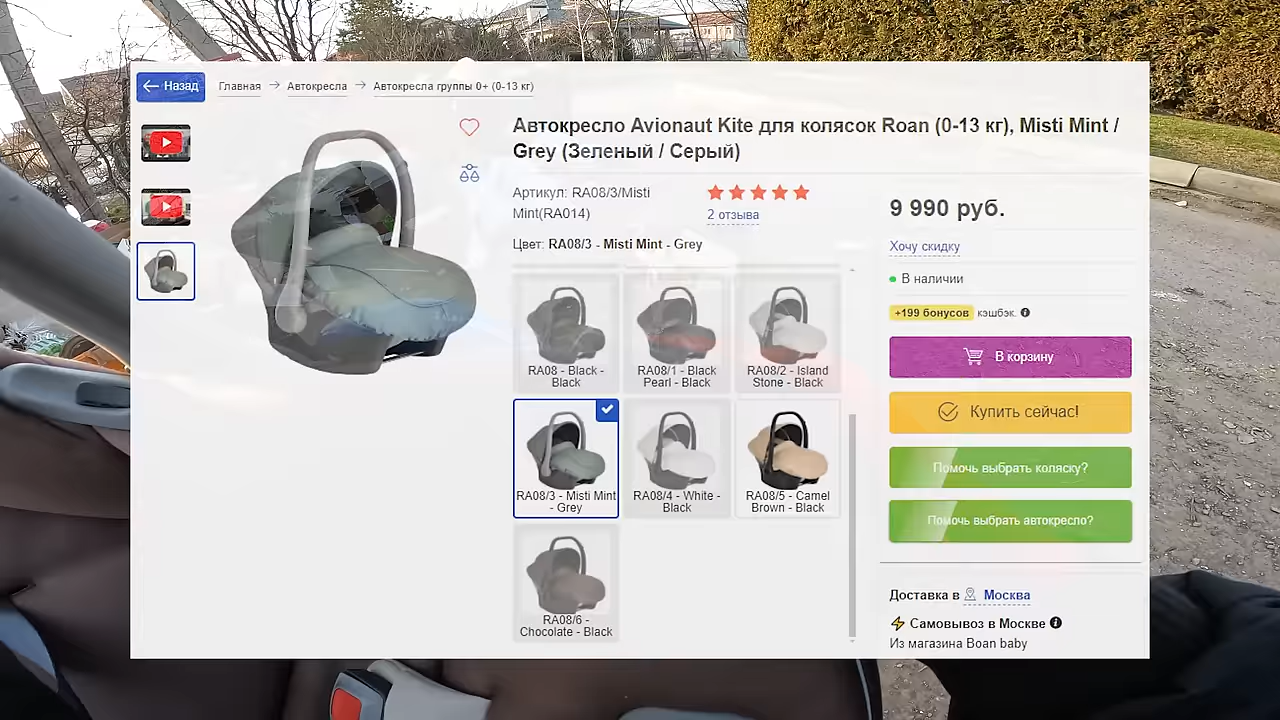 Назад
Главная → Автокресла → Автокресла группы 0+ (0-13 кг)
Автокресло Avionaut Kite для колясок Roan (0-13 кг), Misti Mint /
Grey (Зеленый / Серый)
Артикул: RA08/3/Misti
Mint(RA014)
2 отзыва
Цвет: RA08/3 - Misti Mint - Grey
RA08 - Black -
Black
RA08/1 - Black
Pearl - Black
RA08/2 - Island
Stone - Black
RA08/3 - Misti Mint
- Grey
RA08/4 - White -
Black
RA08/5 - Camel
Brown - Black
RA08/6 -
Chocolate - Black
9 990 руб.
Хочу скидку
В наличии
+199 бонусов кэшбэк.
В корзину
Купить сейчас!
Помочь выбрать коляску?
Помочь выбрать автокресло?
Доставка в Москва
Самовывоз в Москве
Из магазина Boan baby